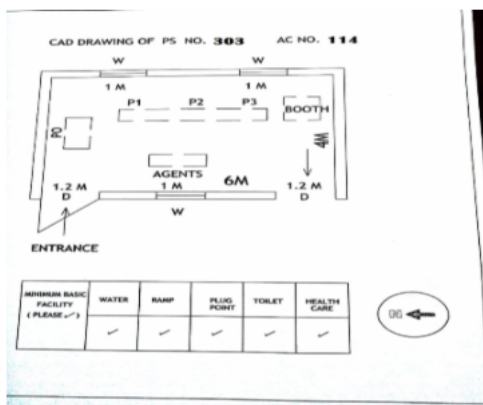 CAD DRAWING OF PS NO. 303 AC NO. 114
W W
1 M 1 M
P1 P2 P3 BOOTH
PO
4M
AGENTS
1.2 M 1 M 6M 1.2 M
D D
W
ENTRANCE
MINIMUM BASIC FACILITY ( PLEASE ✓ ) WATER RAMP PLUG POINT TOILET HEALTH CARE
✓ ✓ ✓ ✓ ✓
N